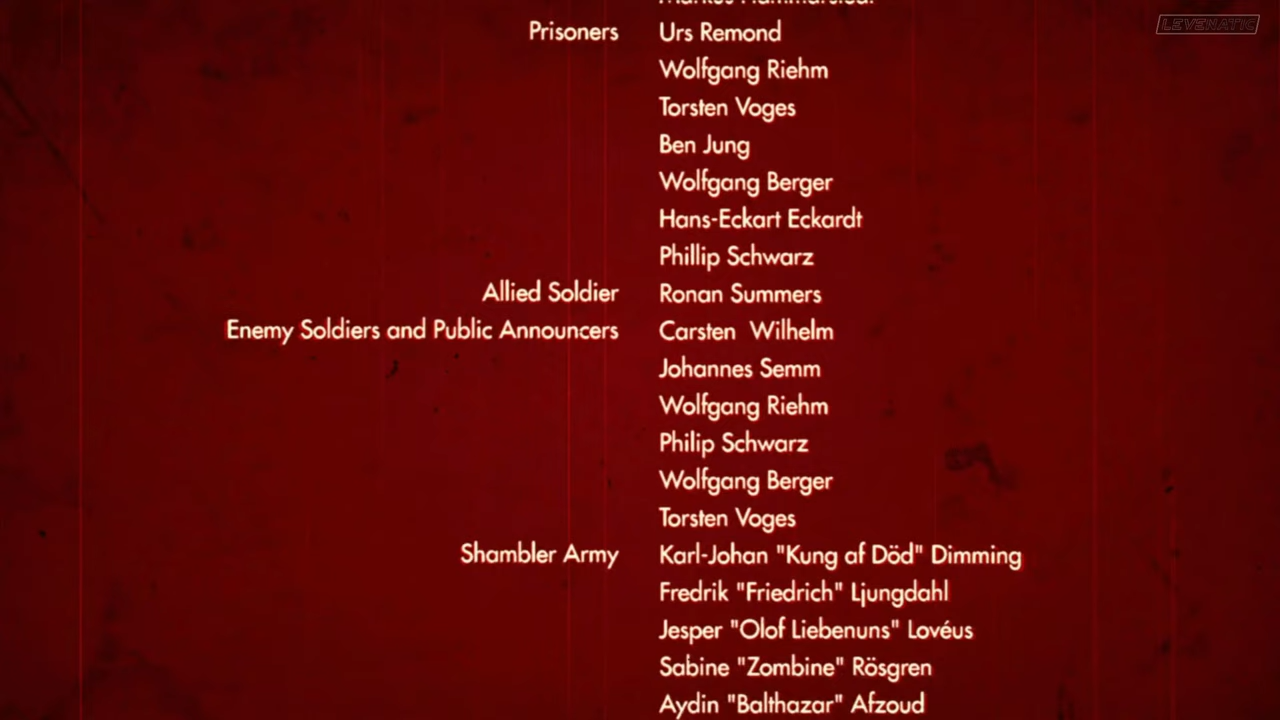 LEVENATIC
Prisoners Urs Remond
Wolfgang Riehm
Torsten Voges
Ben Jung
Wolfgang Berger
Hans-Eckart Eckardt
Phillip Schwarz
Allied Soldier Ronan Summers
Enemy Soldiers and Public Announcers Carsten Wilhelm
Johannes Semm
Wolfgang Riehm
Philip Schwarz
Wolfgang Berger
Torsten Voges
Shambler Army Karl-Johan "Kung af Död" Dimming
Fredrik "Friedrich" Ljungdahl
Jesper "Olof Liebenuns" Lovéus
Sabine "Zombine" Rösgren
Aydin "Balthazar" Afzoud